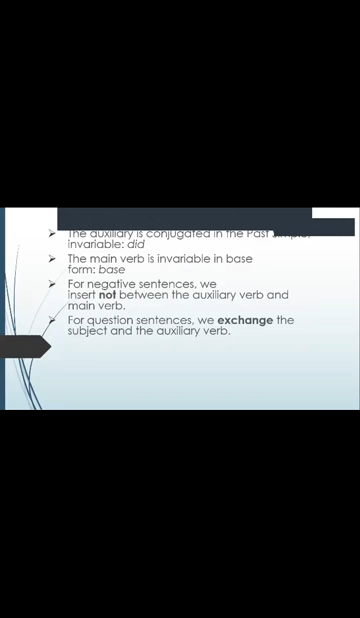 The auxiliary is conjugated in the Past Simple,
invariable: did
The main verb is invariable in base
form: base
For negative sentences, we
insert not between the auxiliary verb and
main verb.
For question sentences, we exchange the
subject and the auxiliary verb.